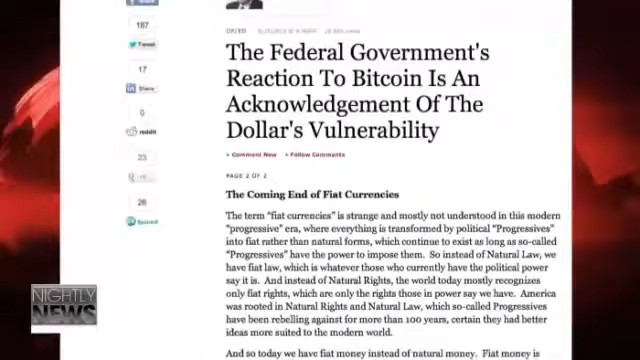 187
Tweet
17
Share
0
reddit
23
26
OP/ED
The Federal Government's
Reaction To Bitcoin Is An
Acknowledgement Of The
Dollar's Vulnerability
+ Comment Now + Follow Comments
PAGE 2 OF 2
The Coming End of Fiat Currencies
The term “fiat currencies” is strange and mostly not understood in this modern
“progressive” era, where everything is transformed by political “Progressives”
into fiat rather than natural forms, which continue to exist as long as so-called
“Progressives” have the power to impose them. So instead of Natural Law, we
have fiat law, which is whatever those who currently have the political power
say it is. And instead of Natural Rights, the world today mostly recognizes
only fiat rights, which are only the rights those in power say we have. America
was rooted in Natural Rights and Natural Law, which so-called Progressives
have been rebelling against for more than 100 years, certain they had better
ideas more suited to the modern world.
And so today we have fiat money instead of natural money. Fiat money is
NIGHTLY
NEWS